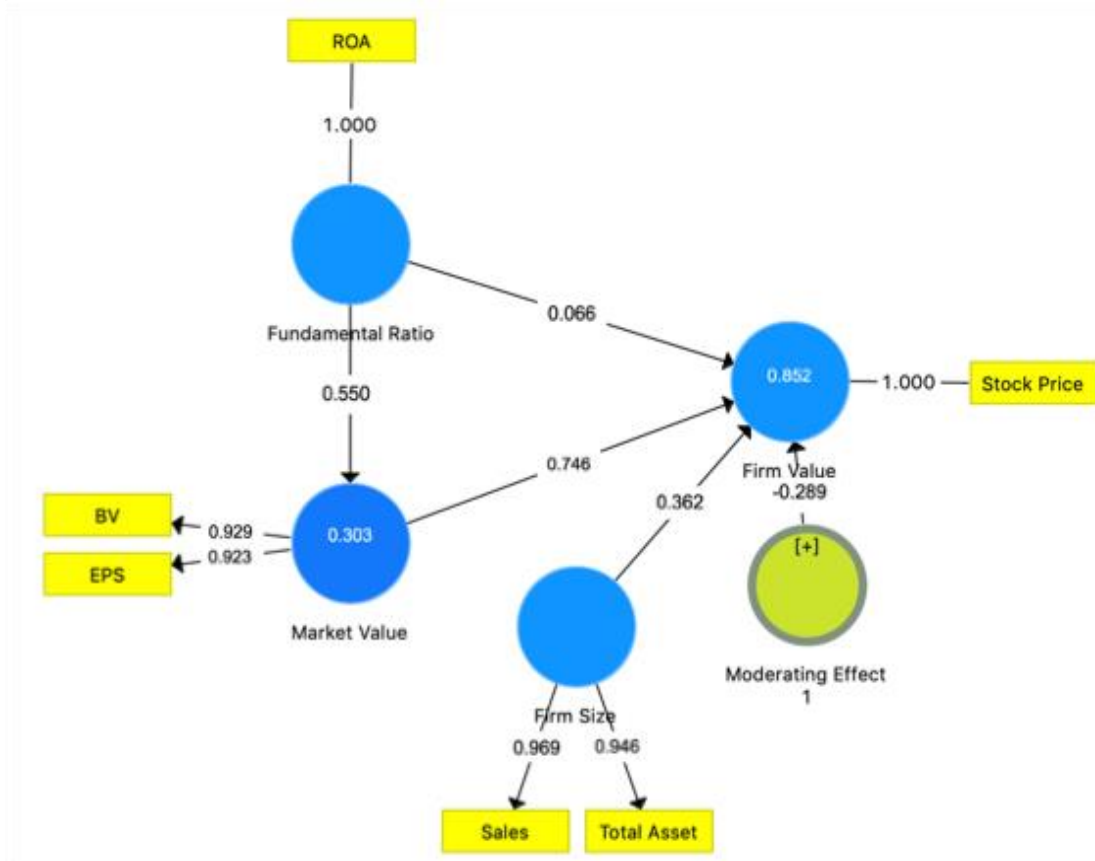 ROA
1.000
Fundamental Ratio
0.066
0.550
0.852
1.000
Stock Price
Firm Value
-0.289
0.746
0.362
BV
0.929
EPS
0.923
0.303
Market Value
[+]
Moderating Effect
1
Firm Size
0.969
0.946
Sales
Total Asset